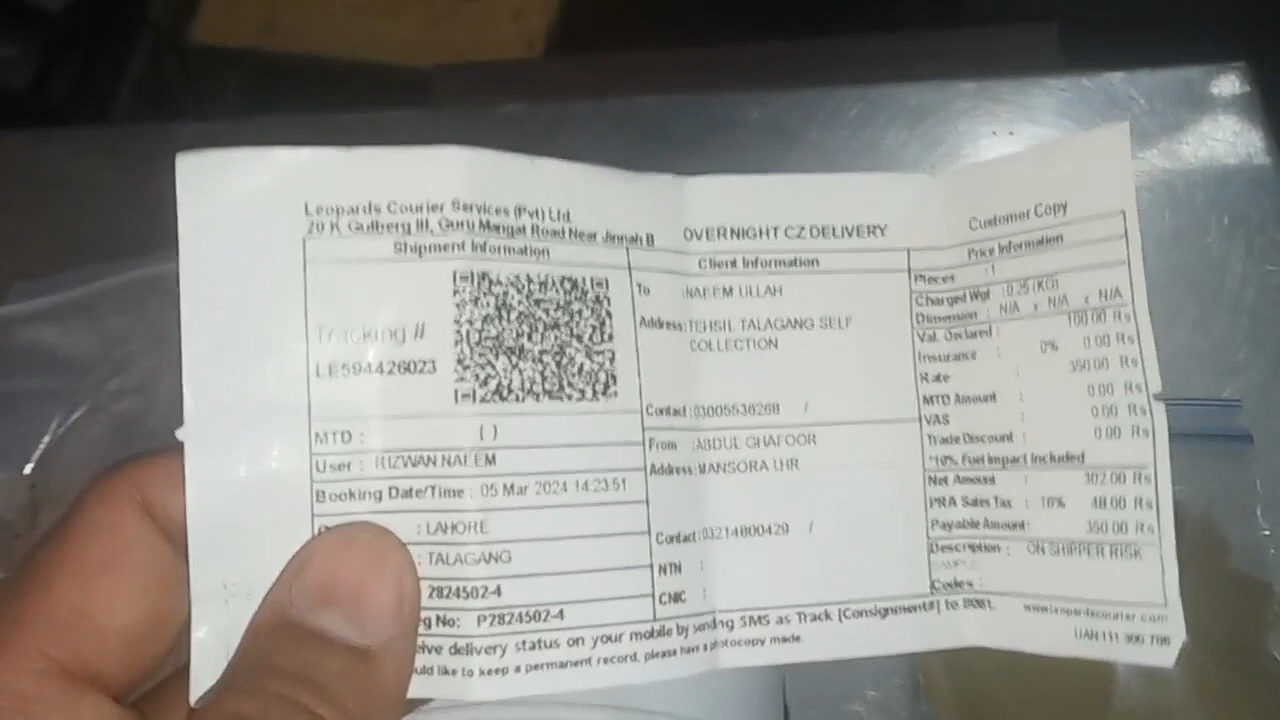 Leopards Courier Services (Pvt) Ltd.
20 K Gulberg III, Guru Mangat Road Near Jinnah B
OVERNIGHT CZ DELIVERY
Customer Copy
Shipment Information
Tracking #
LE594426023
MTD : ( )
User : RIZWAN NAEEM
Booking Date/Time : 05 Mar 2024 14:23:51
: LAHORE
: TALAGANG
2824502-4
eg No: P2824502-4
Client Information
To :NAEEM ULLAH
Address:TEHSIL TALAGANG SELF
COLLECTION
Contact:03005536268 /
From :ABDUL GHAFOOR
Address:MANSORA LHR
Contact:03214800429 /
NTN :
CNIC :
Price Information
Pieces : 1
Charged Wgt : 0.25 (KG)
Dimension : N/A x N/A x N/A
Val. Declared : 100.00 Rs
Insurance : 0% 0.00 Rs
Rate : 350.00 Rs
MTD Amount : 0.00 Rs
VAS : 0.00 Rs
Trade Discount : 0.00 Rs
*10% Fuel Impact Included
Net Amount : 302.00 Rs
PRA Sales Tax : 16% 48.00 Rs
Payable Amount: 350.00 Rs
Description : ON SHIPPER RISK
SAMPLE
Codes :
eive delivery status on your mobile by sending SMS as Track [Consignment#] to
www.leopardscourier.com
uld like to keep a permanent record, please have a photocopy made.
UAN 111 300 786